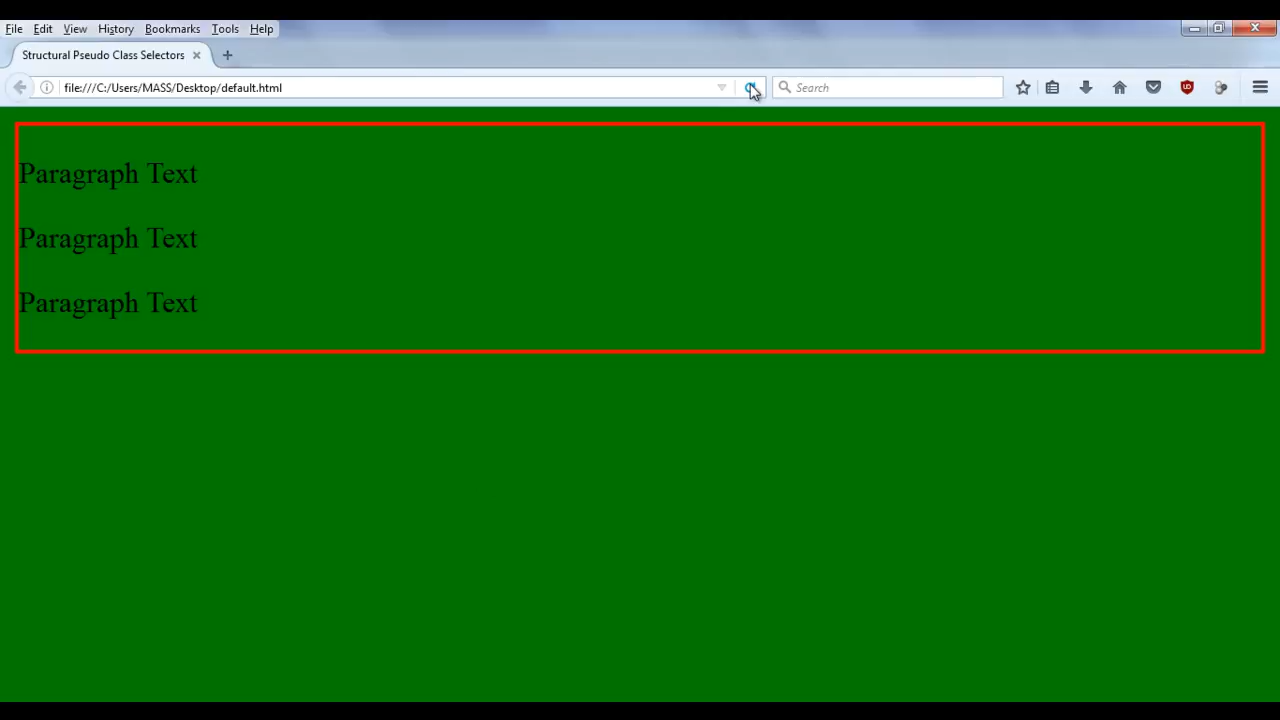 File Edit View History Bookmarks Tools Help
Structural Pseudo Class Selectors
file:///C:/Users/MASS/Desktop/default.html Search
Paragraph Text
Paragraph Text
Paragraph Text